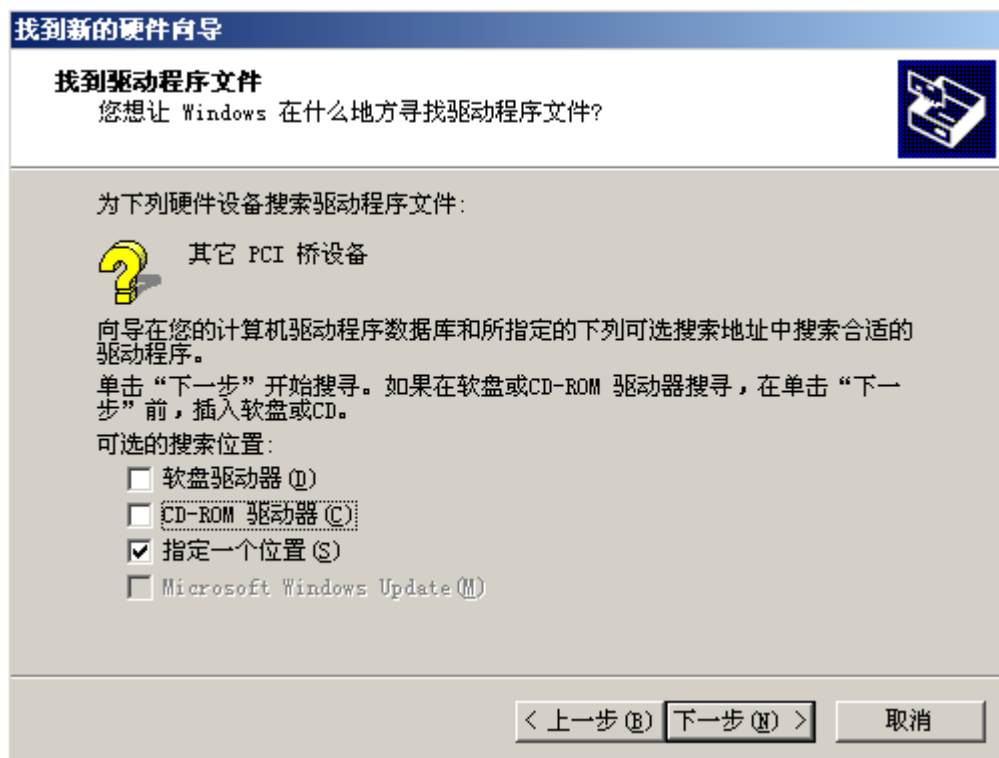 找到新的硬件向导
找到驱动程序文件
您想让 Windows 在什么地方寻找驱动程序文件?
为下列硬件设备搜索驱动程序文件:
其它 PCI 桥设备
向导在您的计算机驱动程序数据库和所指定的下列可选搜索地址中搜索合适的
驱动程序。
单击“下一步”开始搜寻。如果在软盘或CD-ROM 驱动器搜寻，在单击“下一
步”前，插入软盘或CD。
可选的搜索位置:
软盘驱动器(D)
CD-ROM 驱动器(C)
指定一个位置(S)
Microsoft Windows Update(M)
< 上一步(B) 下一步(N) > 取消